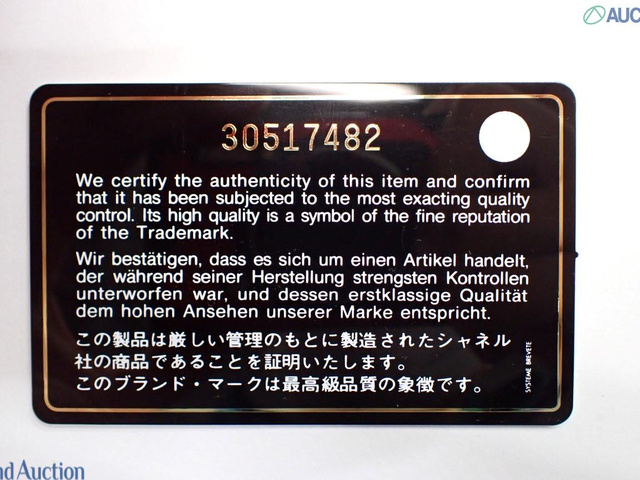 AUC
30517482
We certify the authenticity of this item and confirm
that it has been subjected to the most exacting quality
control. Its high quality is a symbol of the fine reputation
of the Trademark.
Wir bestätigen, dass es sich um einen Artikel handelt,
der während seiner Herstellung strengsten Kontrollen
unterworfen war, und dessen erstklassige Qualität
dem hohen Ansehen unserer Marke entspricht.
この製品は厳しい管理のもとに製造されたシャネル
社の商品であることを証明いたします。
このブランド・マークは最高級品質の象徴です。
SYSTEME BREVETE
nd Auction